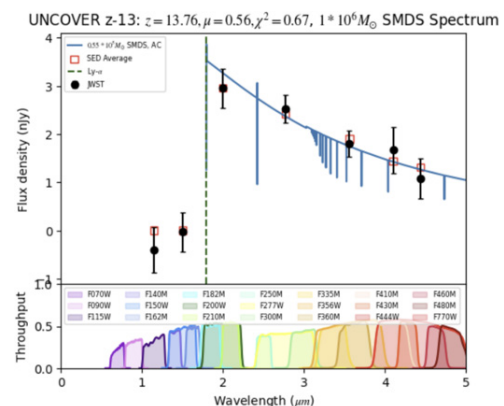 UNCOVER z-13: z = 13.76, μ = 0.56, χ² = 0.67, 1 * 10⁶M☉ SMDS Spectrum
0.55 * 10⁶M☉ SMDS, AC
SED Average
Ly-α
JWST
Flux density (nJy)
4
3
2
1
0
−1
1.0
0.5
0.0
Throughput
F070W F140M F182M F250M F335M F410M F460M
F090W F150W F200W F277W F356W F430M F480M
F115W F162M F210M F300M F360M F444W F770W
0 1 2 3 4 5
Wavelength (μm)